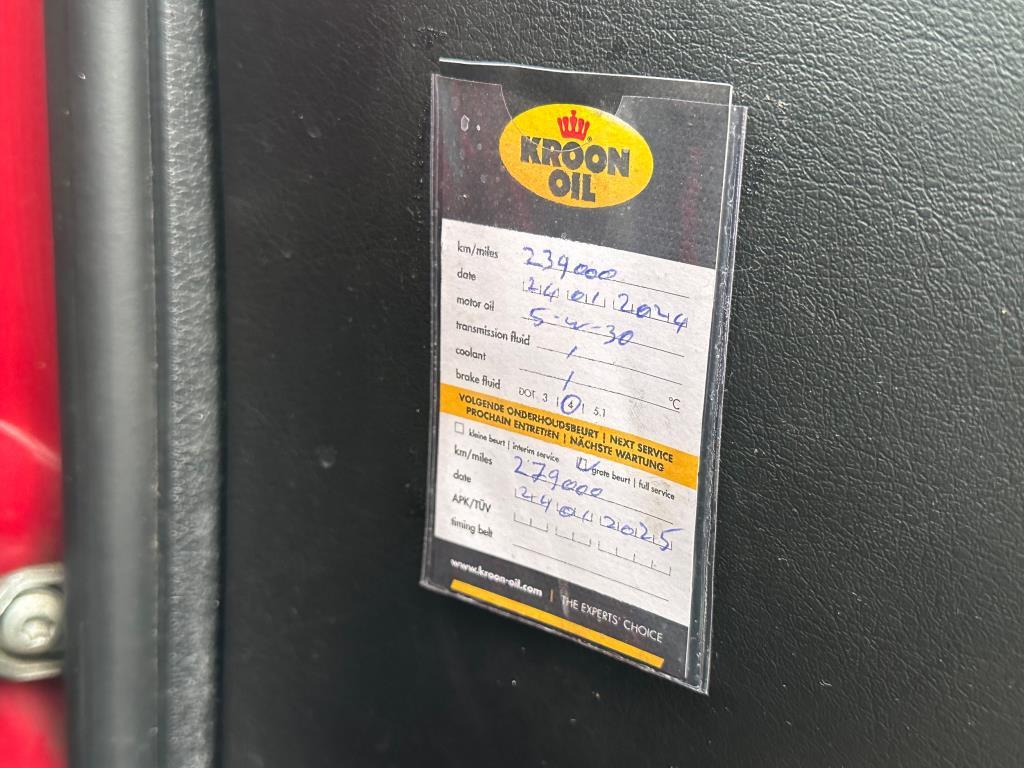 KROON
OIL
km/miles 239000
date 24 01 2024
motor oil 5-w-30
transmission fluid /
coolant / °C
brake fluid DOT 3 | 4 | 5.1
VOLGENDE ONDERHOUDSBEURT | NEXT SERVICE
PROCHAIN ENTRETIEN | NÄCHSTE WARTUNG
kleine beurt | interim service grote beurt | full service
km/miles 279000
date 24 01 2025
APK/TÜV
timing belt
www.kroon-oil.com | THE EXPERTS' CHOICE